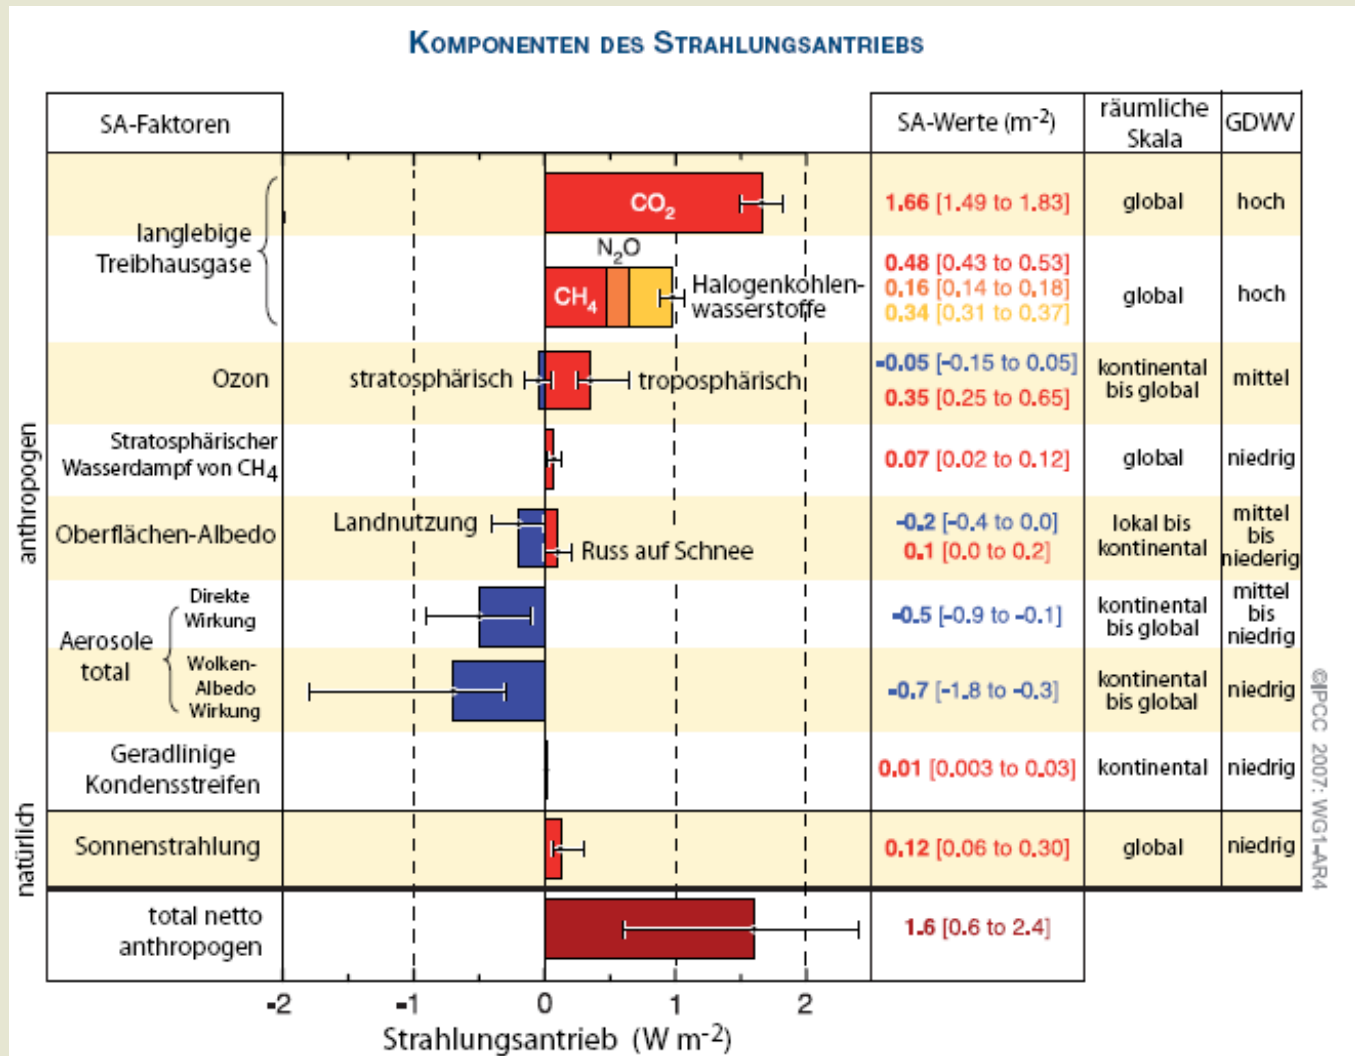 KOMPONENTEN DES STRAHLUNGSANTRIEBS
SA-Faktoren
SA-Werte (m⁻²)
räumliche
Skala
GDWV
anthropogen
langlebige
Treibhausgase
CO₂
1.66 [1.49 to 1.83]
global
hoch
N₂O
CH₄
Halogenkohlen-
wasserstoffe
0.48 [0.43 to 0.53]
0.16 [0.14 to 0.18]
0.34 [0.31 to 0.37]
global
hoch
Ozon
stratosphärisch
troposphärisch
-0.05 [-0.15 to 0.05]
0.35 [0.25 to 0.65]
kontinental
bis global
mittel
Stratosphärischer
Wasserdampf von CH₄
0.07 [0.02 to 0.12]
global
niedrig
Oberflächen-Albedo
Landnutzung
Russ auf Schnee
-0.2 [-0.4 to 0.0]
0.1 [0.0 to 0.2]
lokal bis
kontinental
mittel
bis
niederig
Aerosole
total
Direkte
Wirkung
-0.5 [-0.9 to -0.1]
kontinental
bis global
mittel
bis
niedrig
Wolken-
Albedo
Wirkung
-0.7 [-1.8 to -0.3]
kontinental
bis global
niedrig
Geradlinige
Kondensstreifen
0.01 [0.003 to 0.03]
kontinental
niedrig
natürlich
Sonnenstrahlung
0.12 [0.06 to 0.30]
global
niedrig
total netto
anthropogen
1.6 [0.6 to 2.4]
-2 -1 0 1 2
Strahlungsantrieb (W m⁻²)
©IPCC 2007: WG1-AR4